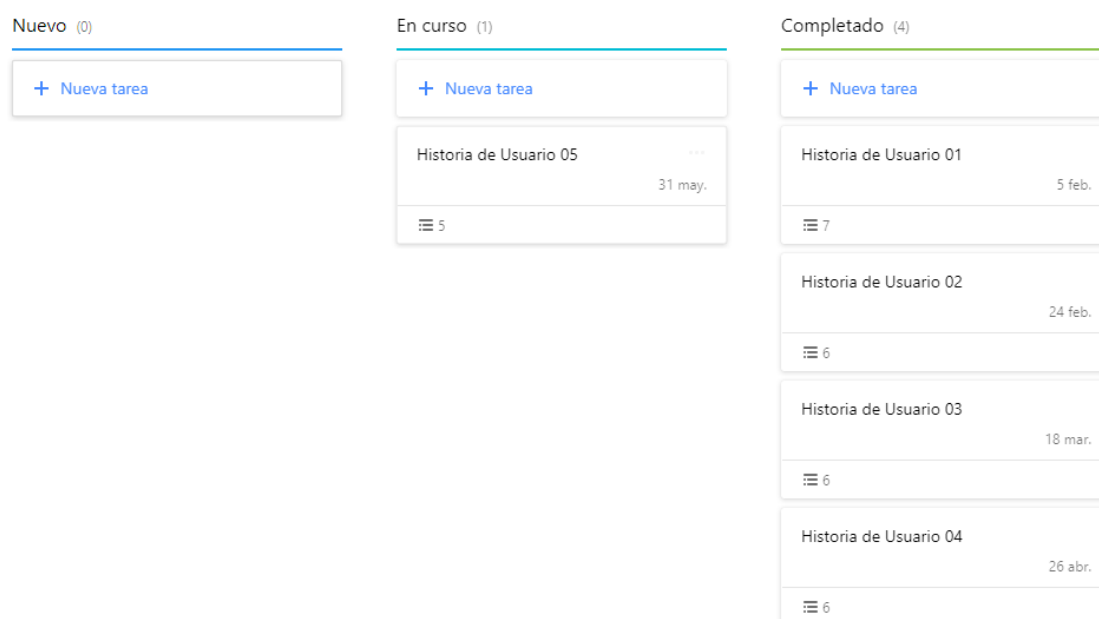 Nuevo (0)
+ Nueva tarea
En curso (1)
+ Nueva tarea
Historia de Usuario 05
31 may.
5
Completado (4)
+ Nueva tarea
Historia de Usuario 01
5 feb.
7
Historia de Usuario 02
24 feb.
6
Historia de Usuario 03
18 mar.
6
Historia de Usuario 04
26 abr.
6